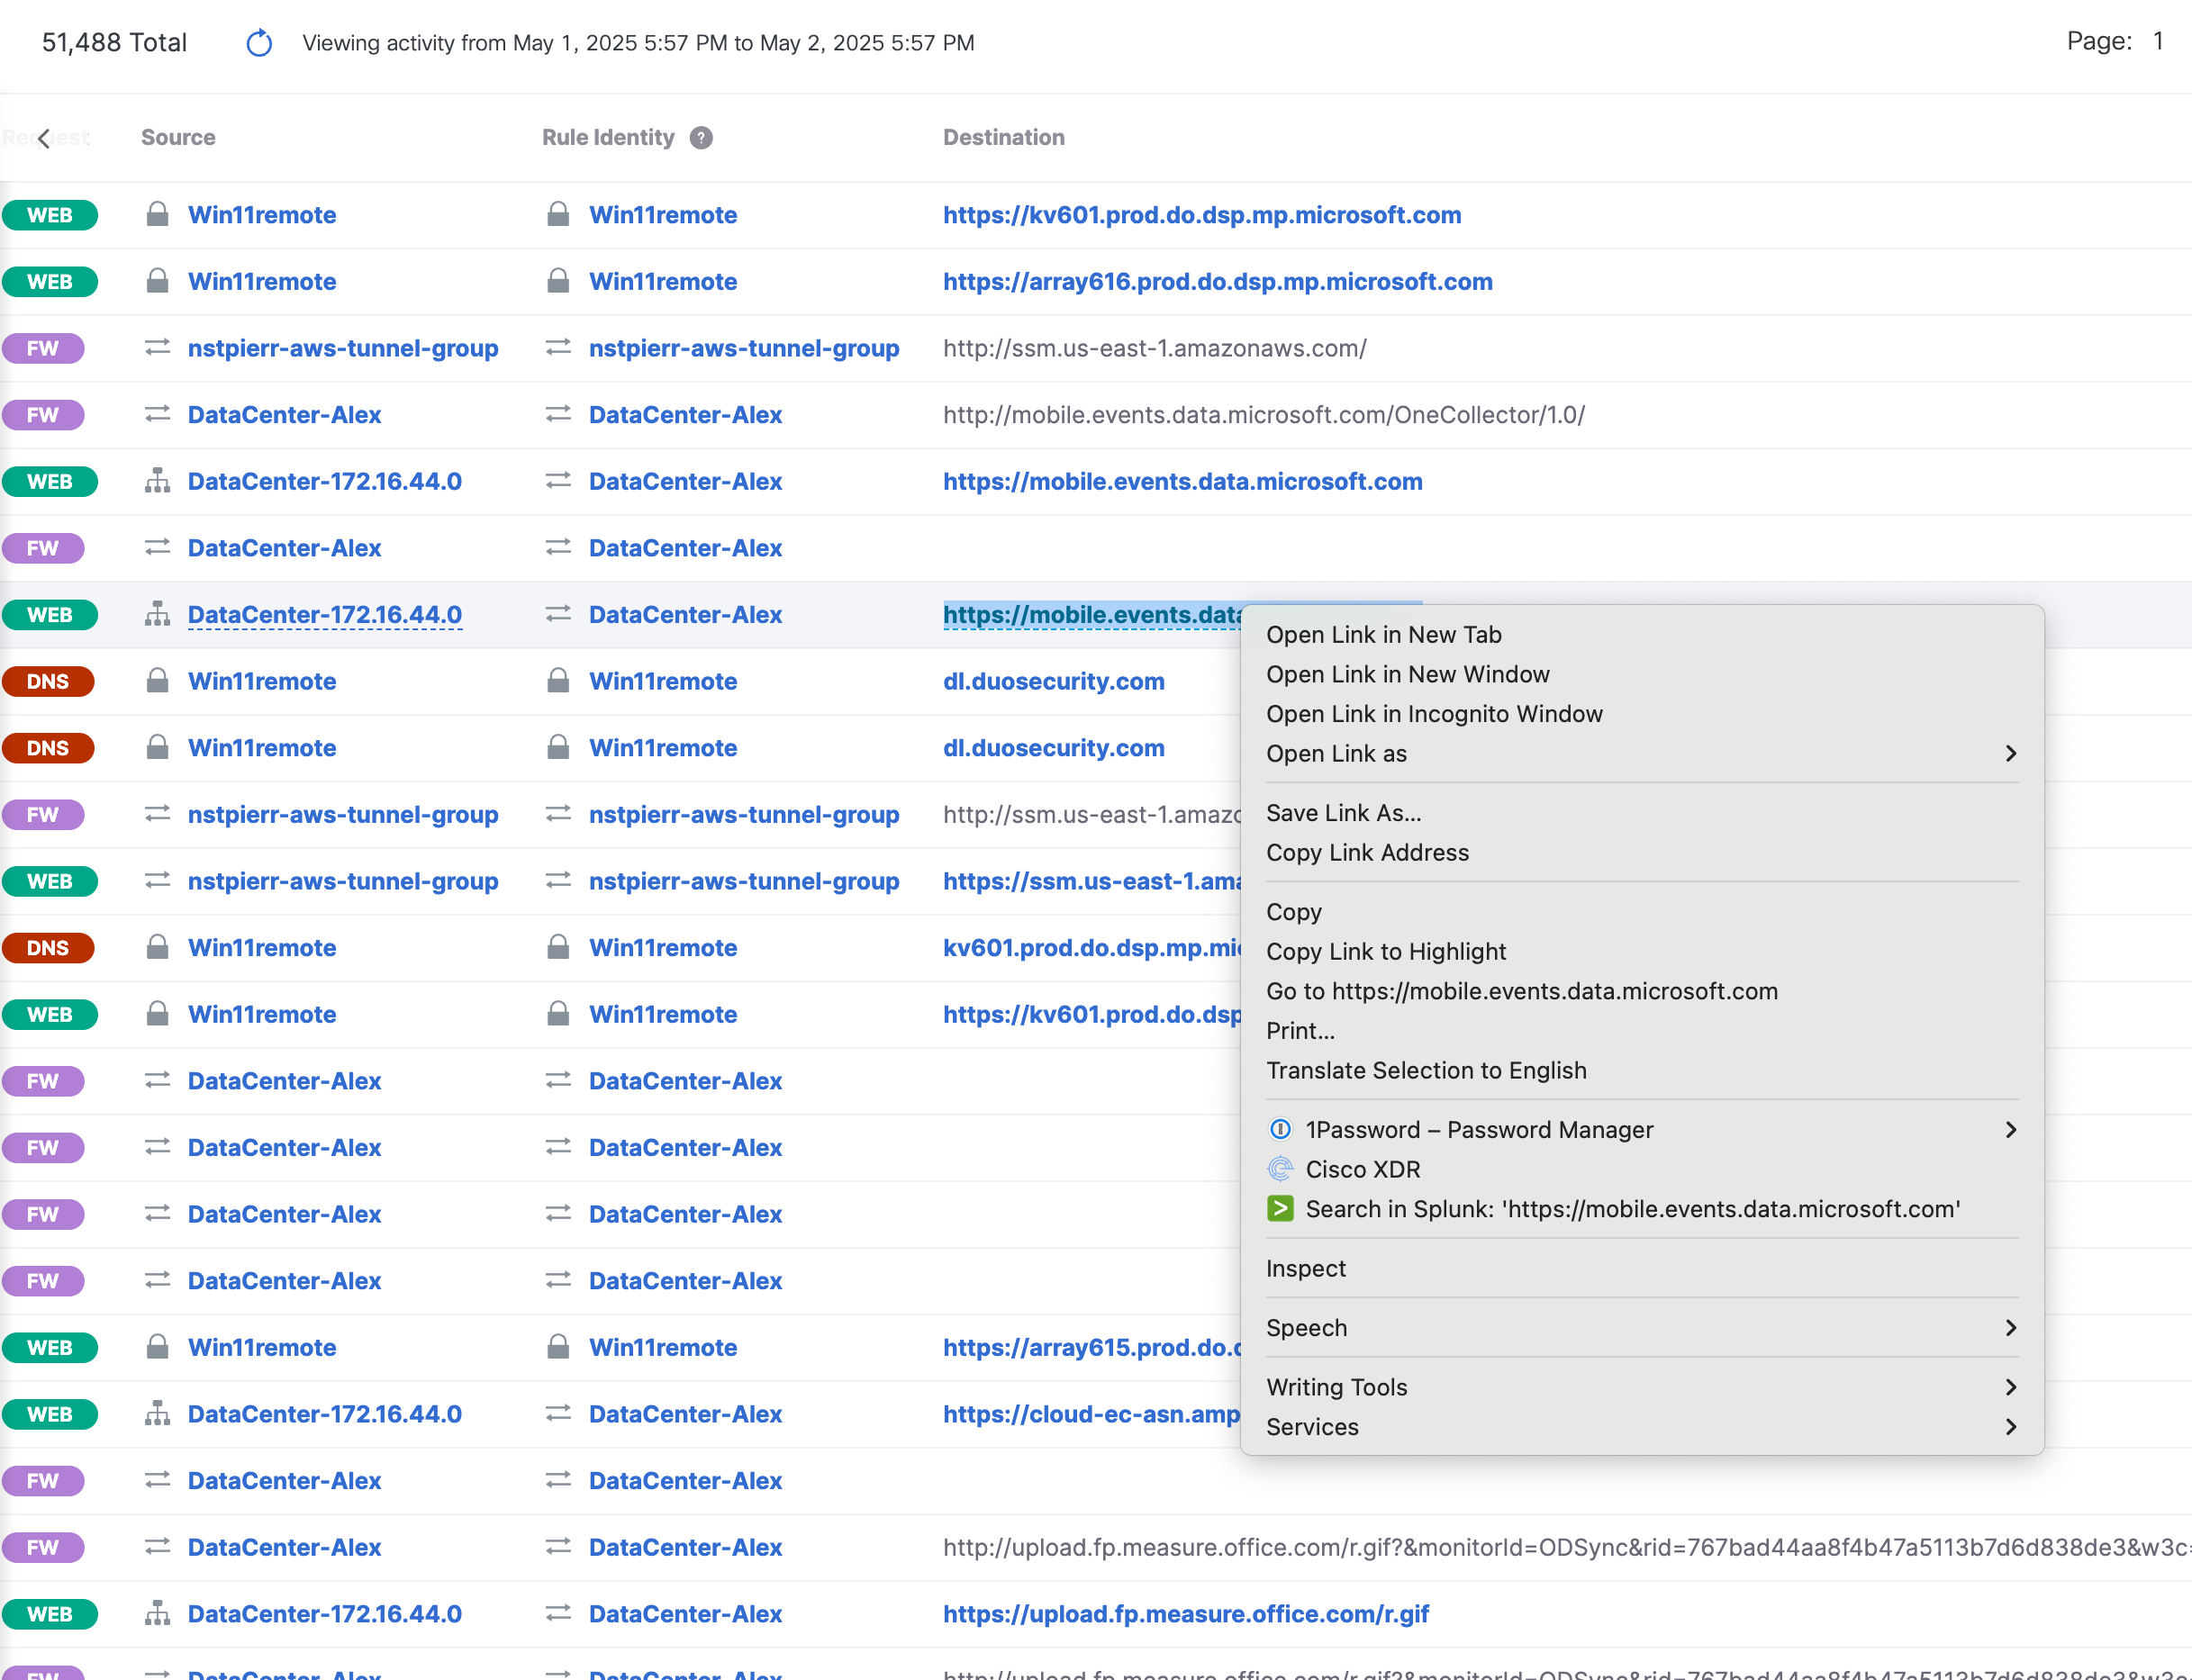 51,488 Total Viewing activity from May 1, 2025 5:57 PM to May 2, 2025 5:57 PM Page: 1
Request Source Rule Identity ? Destination
WEB Win11remote Win11remote https://kv601.prod.do.dsp.mp.microsoft.com
WEB Win11remote Win11remote https://array616.prod.do.dsp.mp.microsoft.com
FW nstpierr-aws-tunnel-group nstpierr-aws-tunnel-group http://ssm.us-east-1.amazonaws.com/
FW DataCenter-Alex DataCenter-Alex http://mobile.events.data.microsoft.com/OneCollector/1.0/
WEB DataCenter-172.16.44.0 DataCenter-Alex https://mobile.events.data.microsoft.com
FW DataCenter-Alex DataCenter-Alex
WEB DataCenter-172.16.44.0 DataCenter-Alex https://mobile.events.data
DNS Win11remote Win11remote dl.duosecurity.com
DNS Win11remote Win11remote dl.duosecurity.com
FW nstpierr-aws-tunnel-group nstpierr-aws-tunnel-group http://ssm.us-east-1.amazo
WEB nstpierr-aws-tunnel-group nstpierr-aws-tunnel-group https://ssm.us-east-1.ama
DNS Win11remote Win11remote kv601.prod.do.dsp.mp.mic
WEB Win11remote Win11remote https://kv601.prod.do.dsp
FW DataCenter-Alex DataCenter-Alex
FW DataCenter-Alex DataCenter-Alex
FW DataCenter-Alex DataCenter-Alex
FW DataCenter-Alex DataCenter-Alex
WEB Win11remote Win11remote https://array615.prod.do.d
WEB DataCenter-172.16.44.0 DataCenter-Alex https://cloud-ec-asn.amp
FW DataCenter-Alex DataCenter-Alex
FW DataCenter-Alex DataCenter-Alex http://upload.fp.measure.office.com/r.gif?&monitorId=ODSync&rid=767bad44aa8f4b47a5113b7d6d838de3&w3c=
WEB DataCenter-172.16.44.0 DataCenter-Alex https://upload.fp.measure.office.com/r.gif
FW DataCenter-Alex DataCenter-Alex
Open Link in New Tab
Open Link in New Window
Open Link in Incognito Window
Open Link as
Save Link As...
Copy Link Address
Copy
Copy Link to Highlight
Go to https://mobile.events.data.microsoft.com
Print...
Translate Selection to English
1Password – Password Manager
Cisco XDR
Search in Splunk: 'https://mobile.events.data.microsoft.com'
Inspect
Speech
Writing Tools
Services